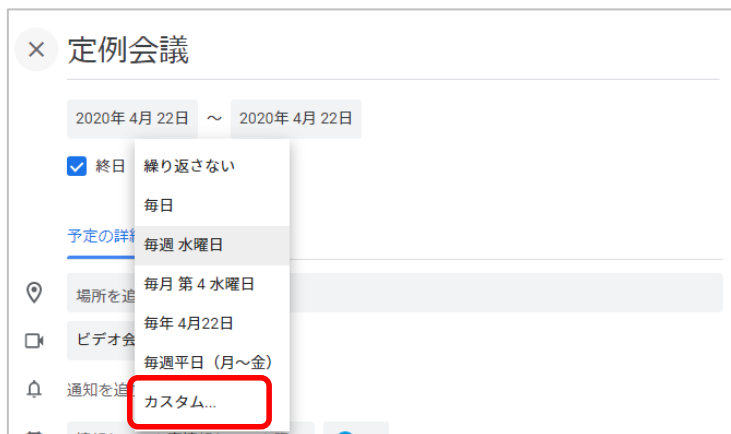 定例会議
2020年 4月 22日 ～ 2020年 4月 22日
終日
繰り返さない
毎日
毎週 水曜日
毎月 第 4 水曜日
毎年 4月22日
毎週平日（月～金）
カスタム...
予定の詳
場所を追
ビデオ会
通知を追